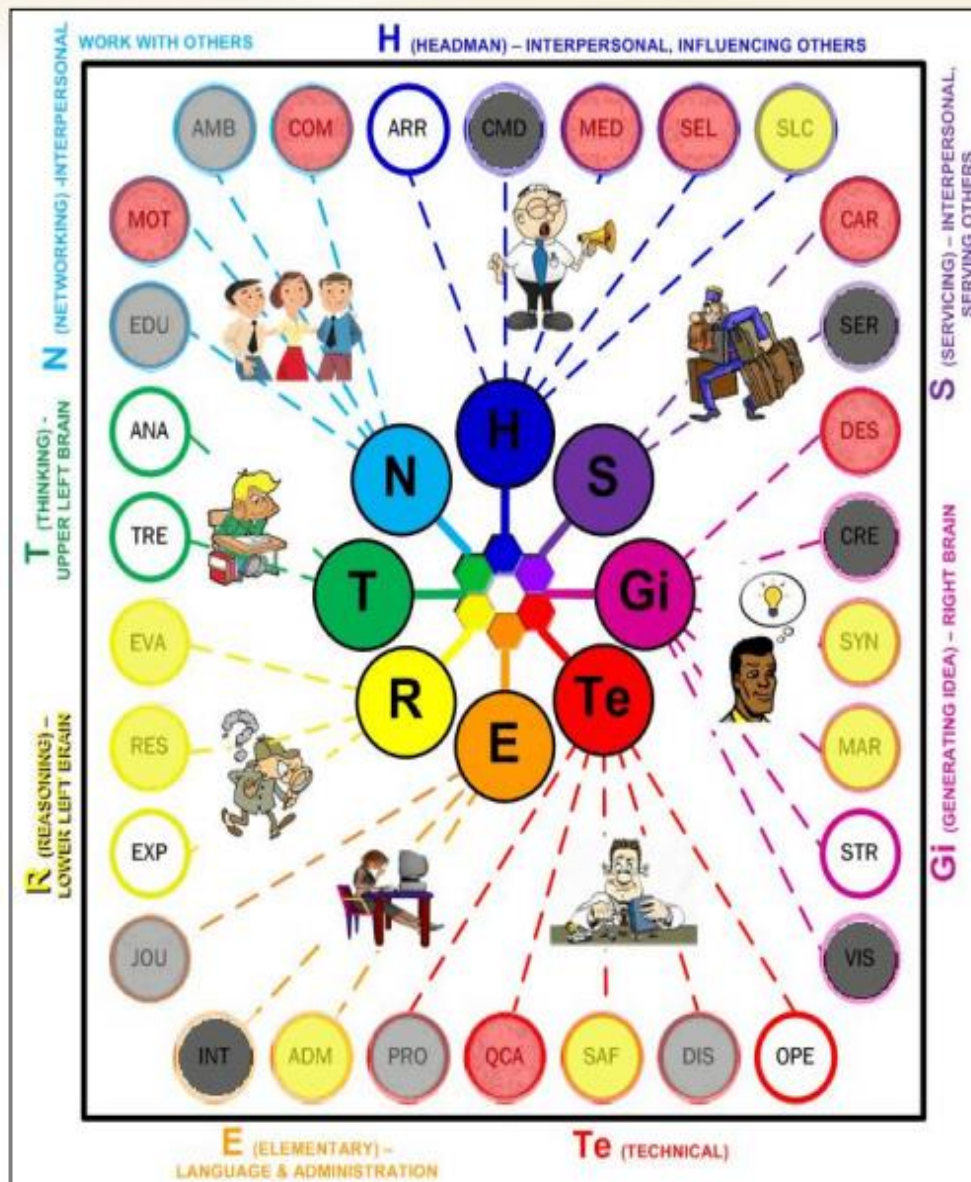 WORK WITH OTHERS
H (HEADMAN) – INTERPERSONAL, INFLUENCING OTHERS
N (NETWORKING) -INTERPERSONAL
S (SERVICING) – INTERPERSONAL,
SERVING OTHERS
T (THINKING) -
UPPER LEFT BRAIN
R (REASONING) –
LOWER LEFT BRAIN
Gi (GENERATING IDEA) – RIGHT BRAIN
AMB COM ARR CMD MED SEL SLC
MOT CAR
EDU SER
ANA DES
TRE CRE
EVA SYN
RES MAR
EXP STR
JOU VIS
INT ADM PRO QCA SAF DIS OPE
H
N S
T Gi
R Te
E
E (ELEMENTARY) –
LANGUAGE & ADMINISTRATION
Te (TECHNICAL)